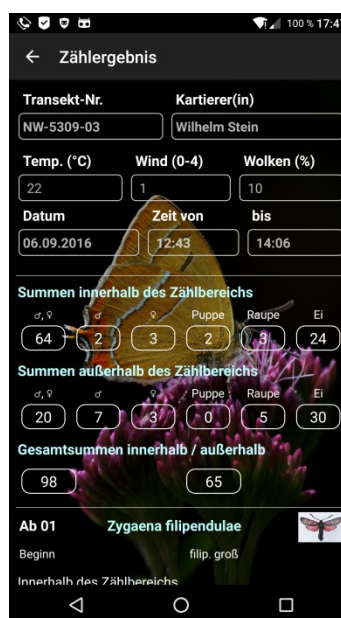 100 % 17:47
Zählergebnis
Transekt-Nr. Kartierer(in)
NW-5309-03 Wilhelm Stein
Temp. (°C) Wind (0-4) Wolken (%)
22 1 10
Datum Zeit von bis
06.09.2016 12:43 14:06
Summen innerhalb des Zählbereichs
♂, ♀ ♂ ♀ Puppe Raupe Ei
64 2 3 2 3 24
Summen außerhalb des Zählbereichs
♂, ♀ ♂ ♀ Puppe Raupe Ei
20 7 3 0 5 30
Gesamtsummen innerhalb / außerhalb
98 65
Ab 01 Zygaena filipendulae
Beginn filip. groß
Innerhalb des Zählbereichs